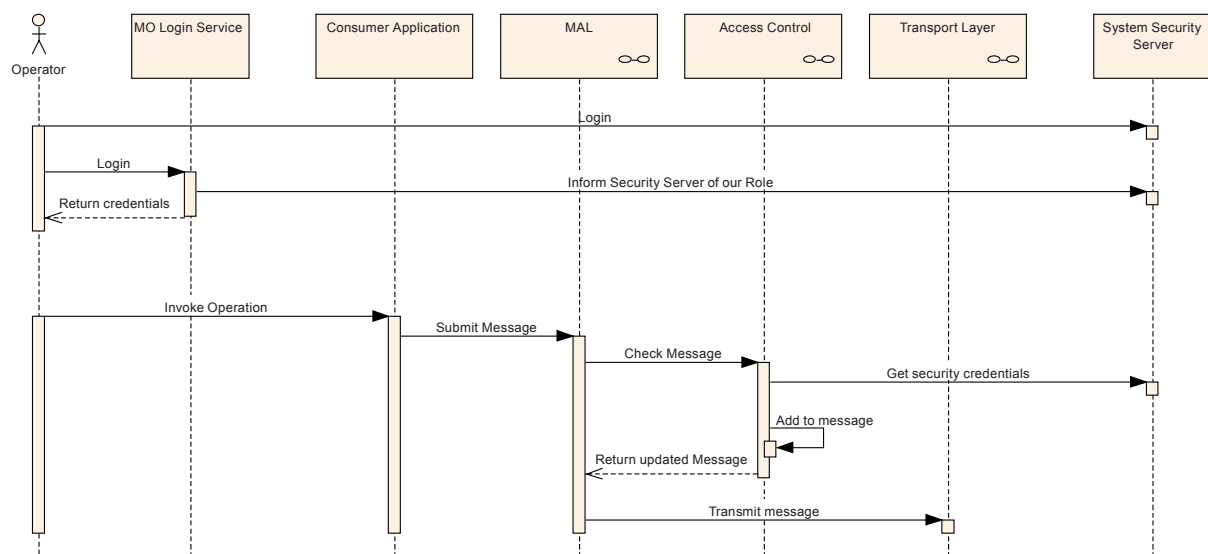 MO Login Service
Consumer Application
MAL
Access Control
Transport Layer
System Security
Server
Operator
Login
Login
Inform Security Server of our Role
Return credentials
Invoke Operation
Submit Message
Check Message
Get security credentials
Add to message
Return updated Message
Transmit message